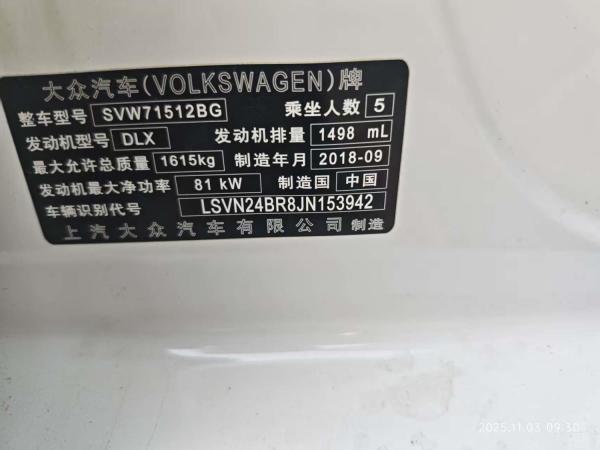 大众汽车(VOLKSWAGEN)牌
整车型号 SVW71512BG 乘坐人数 5
发动机型号 DLX 发动机排量 1498 mL
最大允许总质量 1615kg 制造年月 2018-09
发动机最大净功率 81 kW 制造国 中国
车辆识别代号 LSVN24BR8JN153942
上汽大众汽车有限公司 制造
2025.11.03 09:30